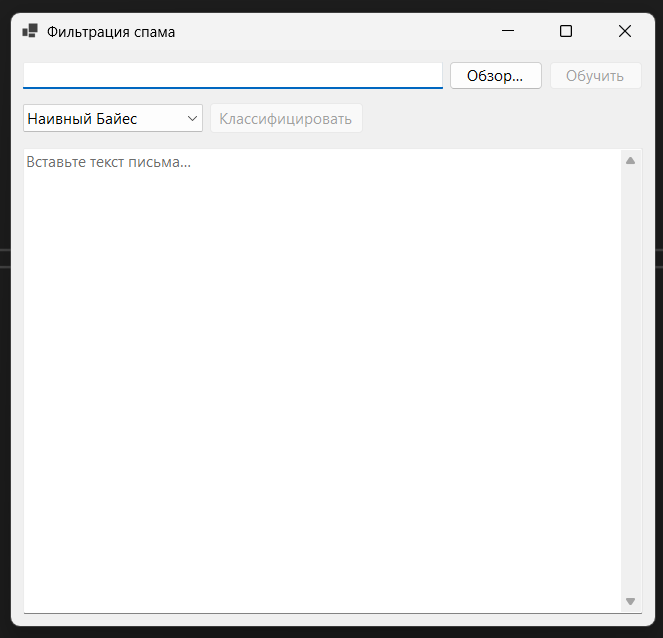 Фильтрация спама
Обзор... Обучить
Наивный Байес Классифицировать
Вставьте текст письма...